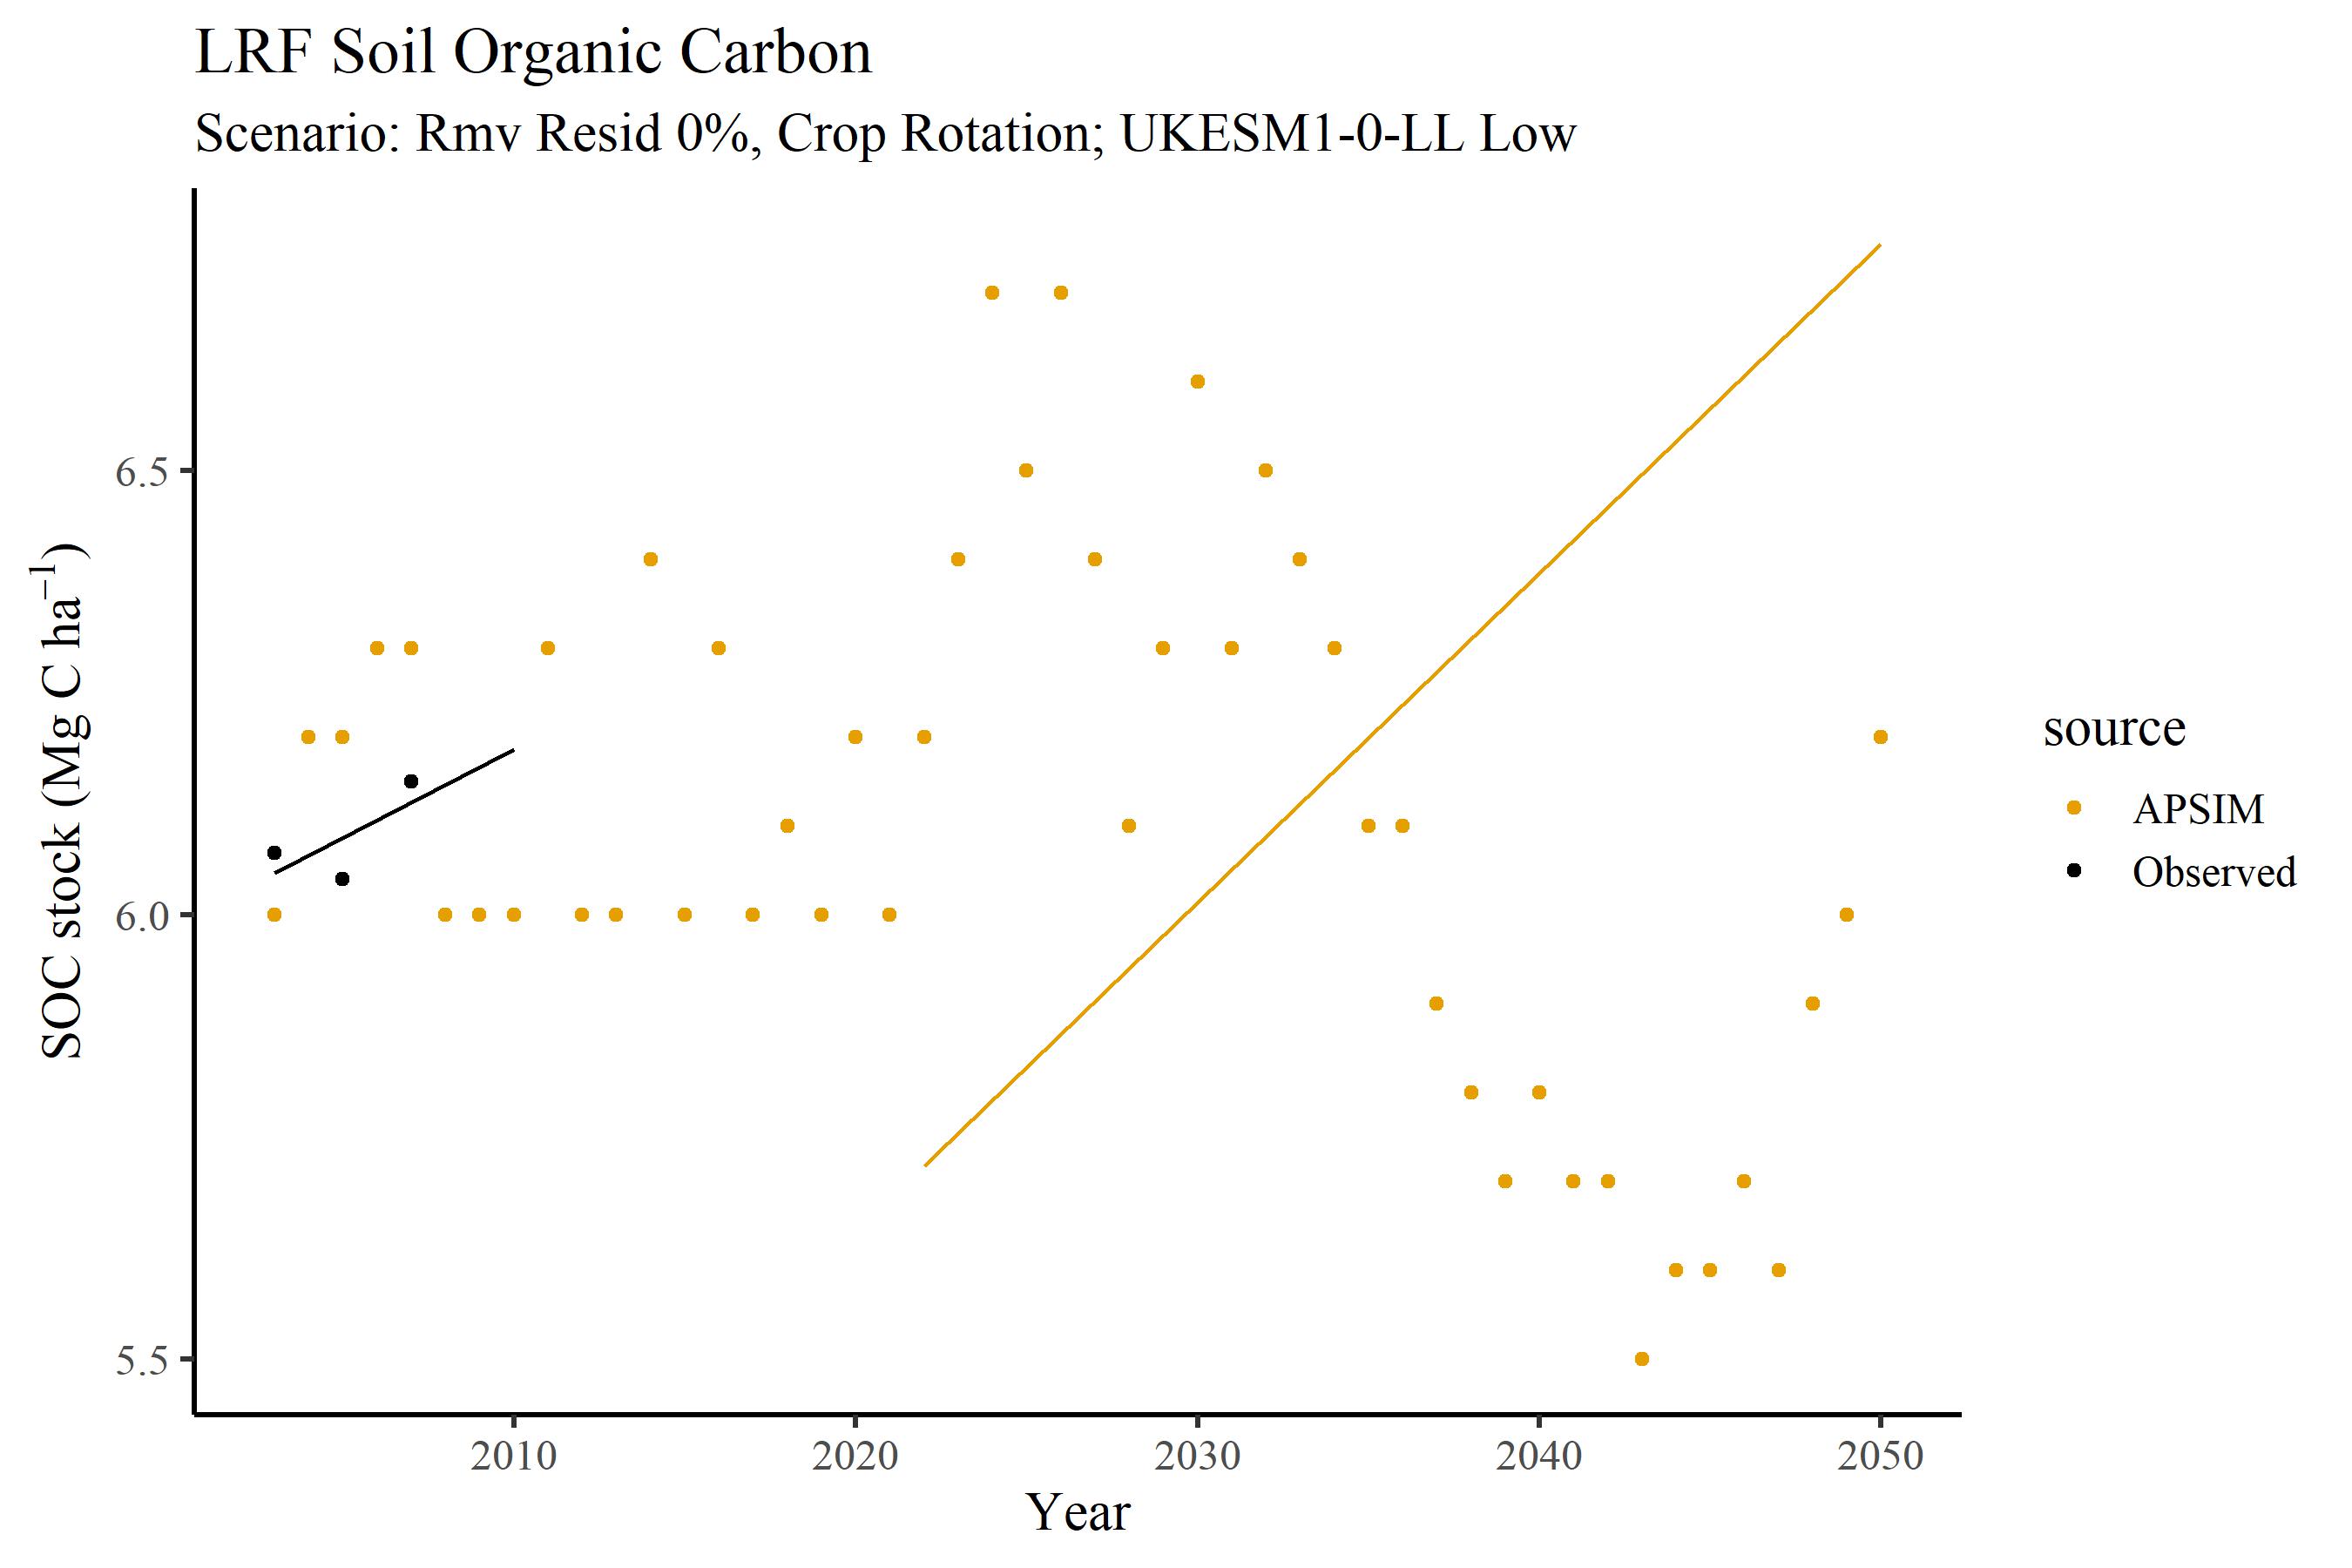 LRF Soil Organic Carbon
Scenario: Rmv Resid 0%, Crop Rotation; UKESM1-0-LL Low
SOC stock (Mg C ha⁻¹)
6.5
6.0
5.5
2010 2020 2030 2040 2050
Year
source
APSIM
Observed